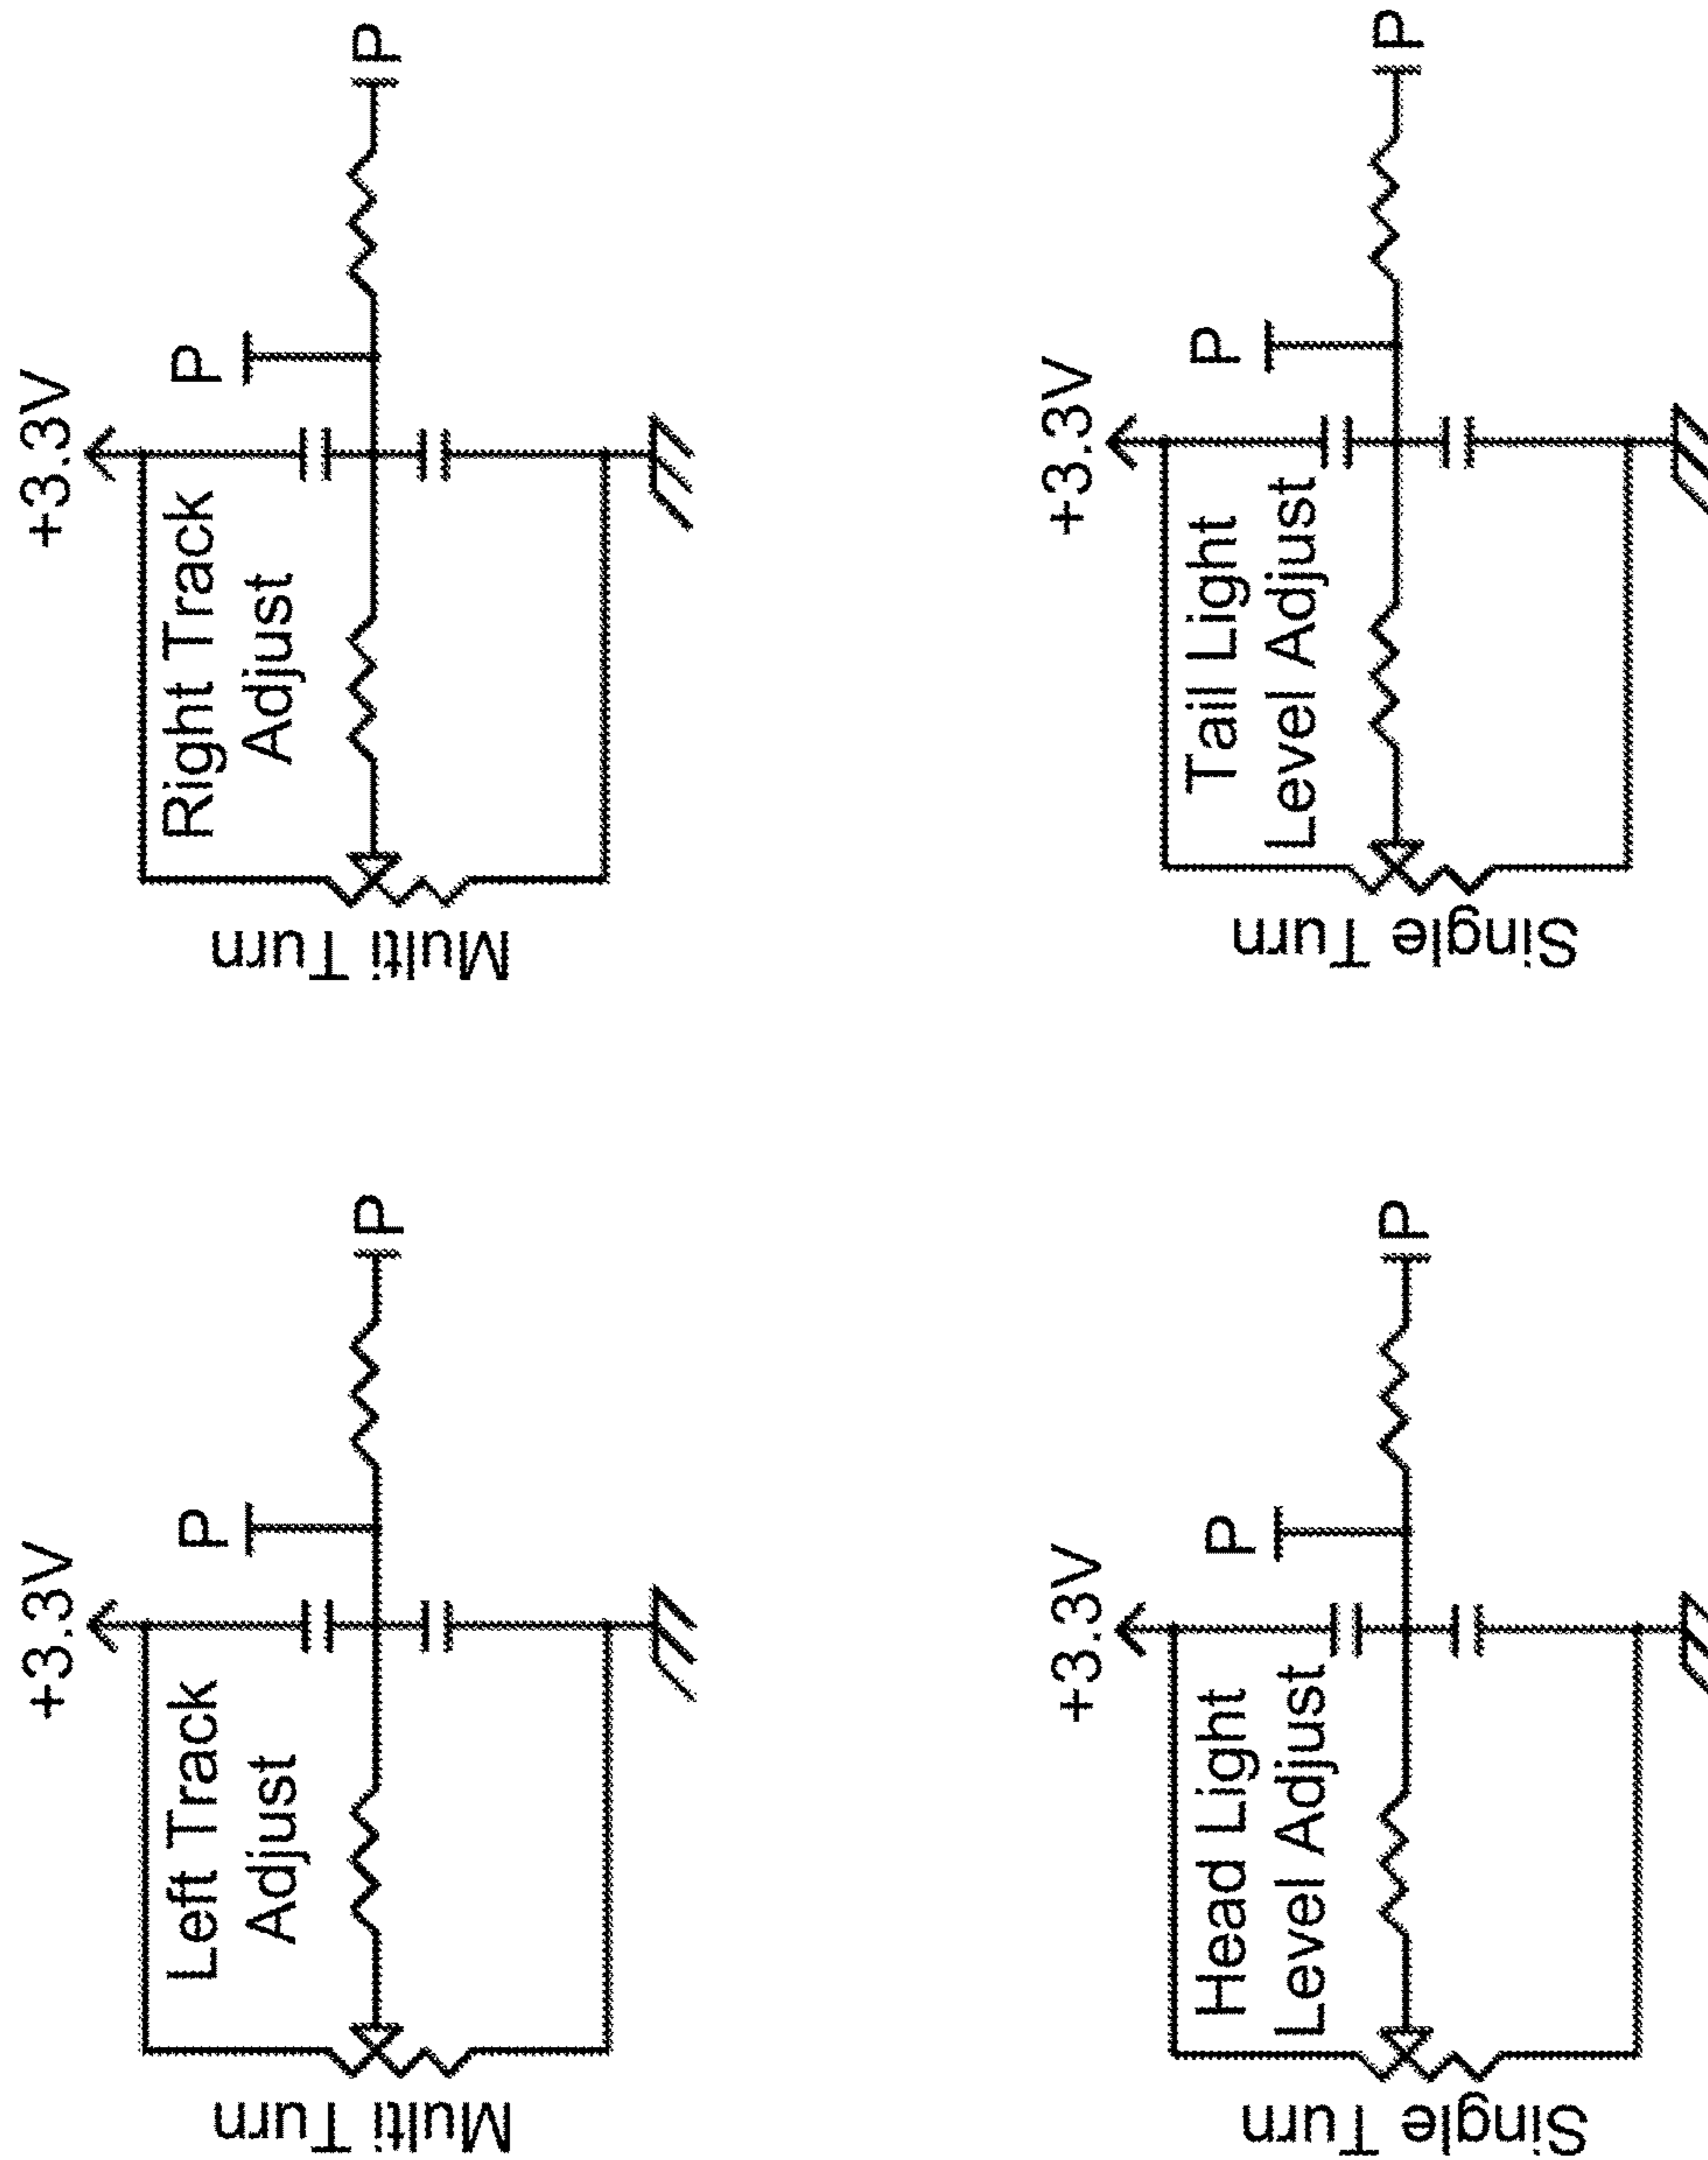 +3.3V
Left Track
Adjust
Multi Turn
P
P
+3.3V
Right Track
Adjust
Multi Turn
P
P
+3.3V
Head Light
Level Adjust
Single Turn
P
P
+3.3V
Tail Light
Level Adjust
Single Turn
P
P